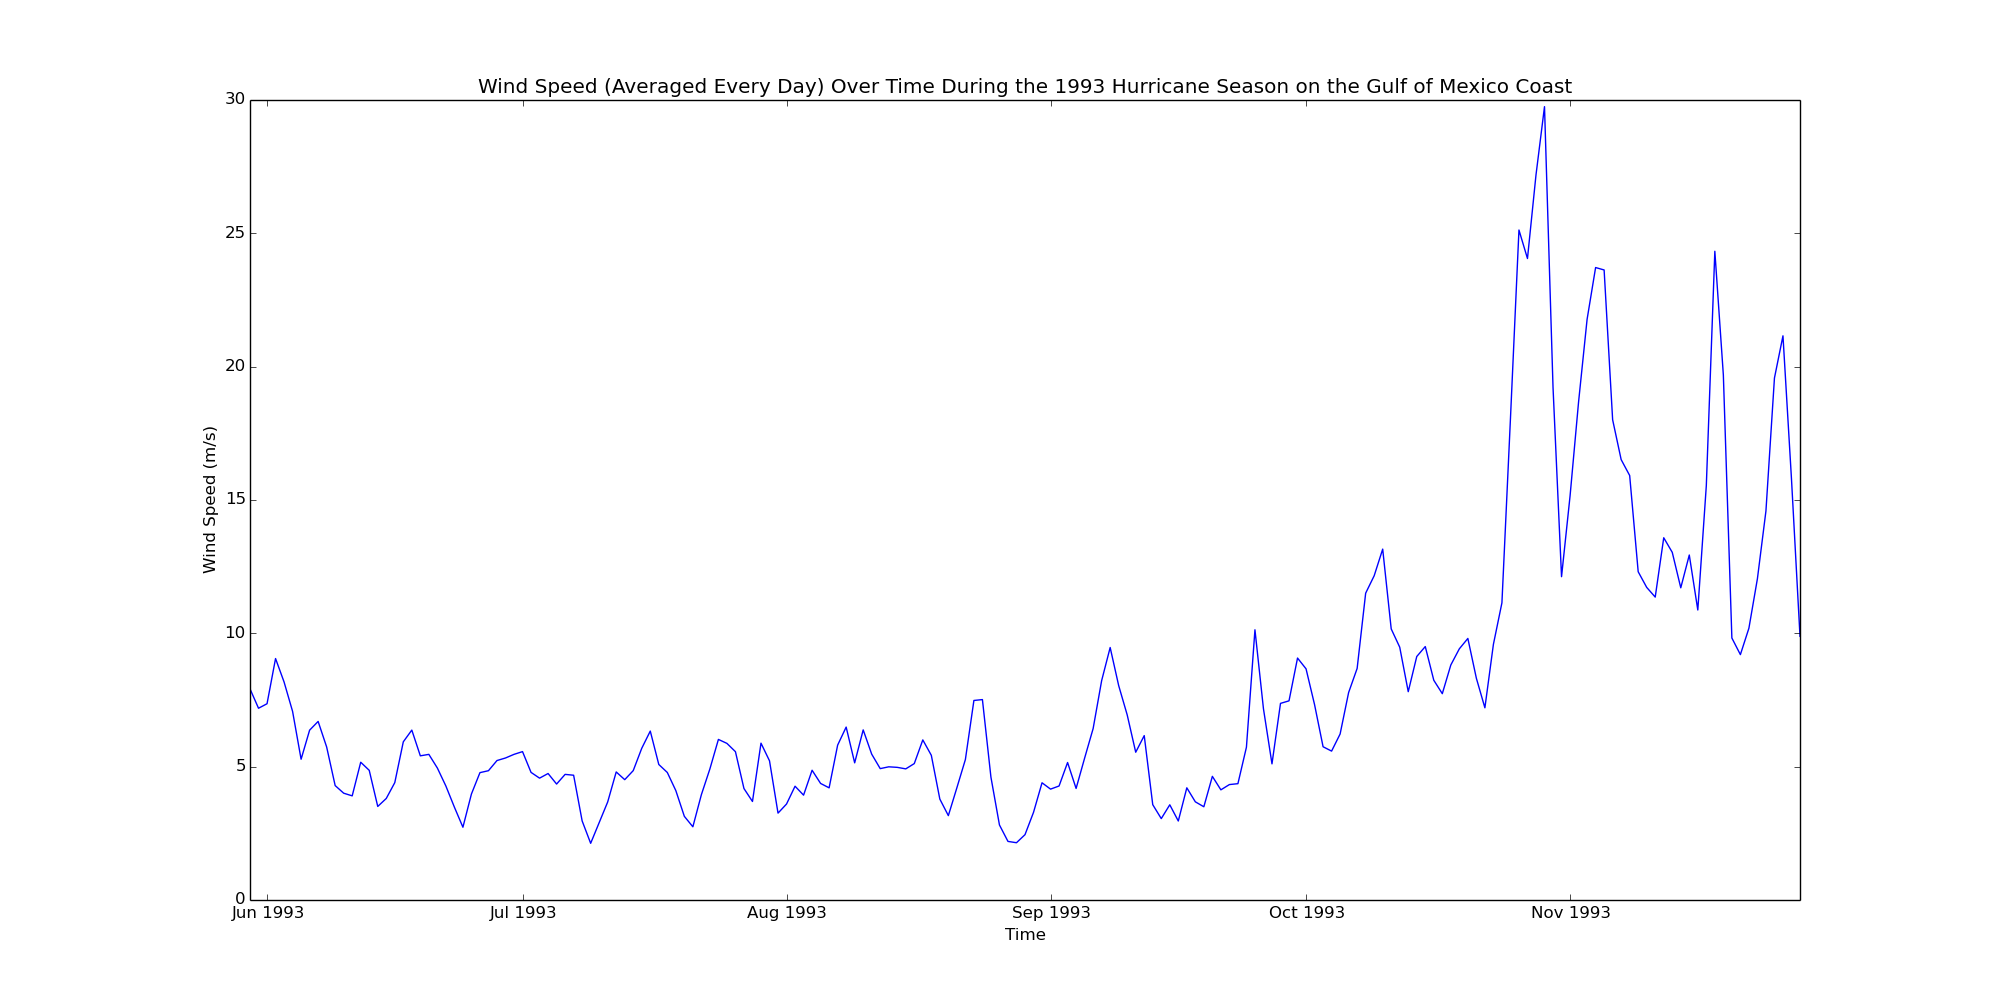 Wind Speed (Averaged Every Day) Over Time During the 1993 Hurricane Season on the Gulf of Mexico Coast
30
25
20
15
10
5
0
Wind Speed (m/s)
Jun 1993 Jul 1993 Aug 1993 Sep 1993 Oct 1993 Nov 1993
Time